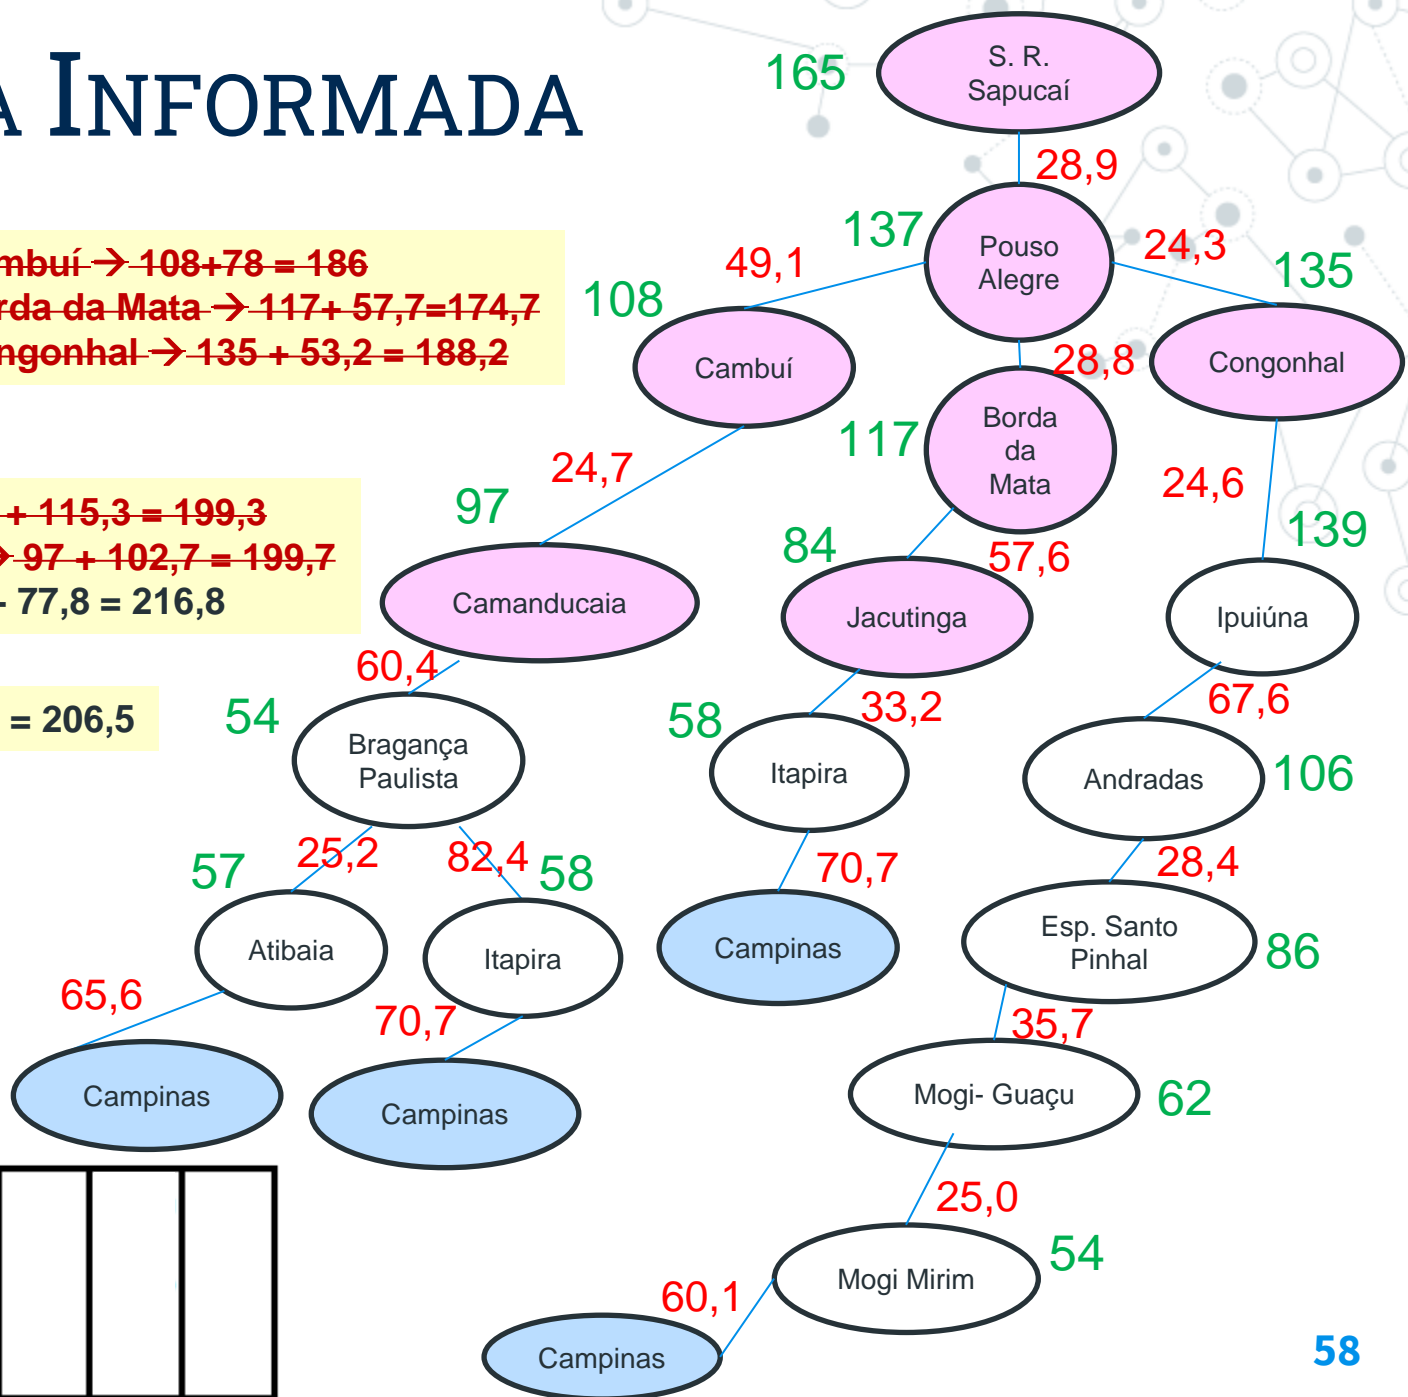 A INFORMADA
165
S. R.
Sapucaí
28,9
mbuí → 108+78 = 186
rda da Mata → 117+ 57,7=174,7
ngonhal → 135 + 53,2 = 188,2
137
Pouso
Alegre
24,3
135
49,1
108
Cambuí
28,8
Congonhal
117
Borda
da
Mata
24,7
24,6
139
97
84
57,6
+ 115,3 = 199,3
97 + 102,7 = 199,7
77,8 = 216,8
Camanducaia
Jacutinga
Ipuiúna
60,4
33,2
67,6
= 206,5
54
Bragança
Paulista
58
Itapira
Andradas
106
57
25,2
82,4
58
70,7
28,4
Atibaia
Itapira
Campinas
Esp. Santo
Pinhal
86
65,6
70,7
35,7
Campinas
Campinas
Mogi- Guaçu
62
25,0
Mogi Mirim
54
60,1
Campinas
58